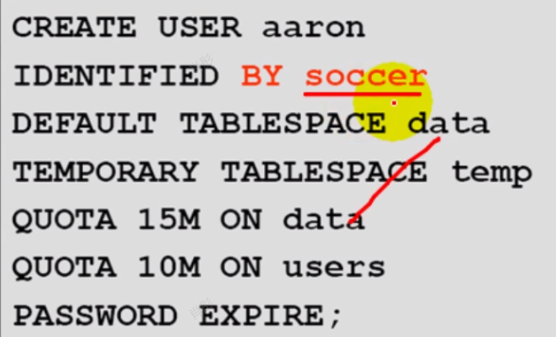 CREATE USER aaron
IDENTIFIED BY soccer
DEFAULT TABLESPACE data
TEMPORARY TABLESPACE temp
QUOTA 15M ON data
QUOTA 10M ON users
PASSWORD EXPIRE;